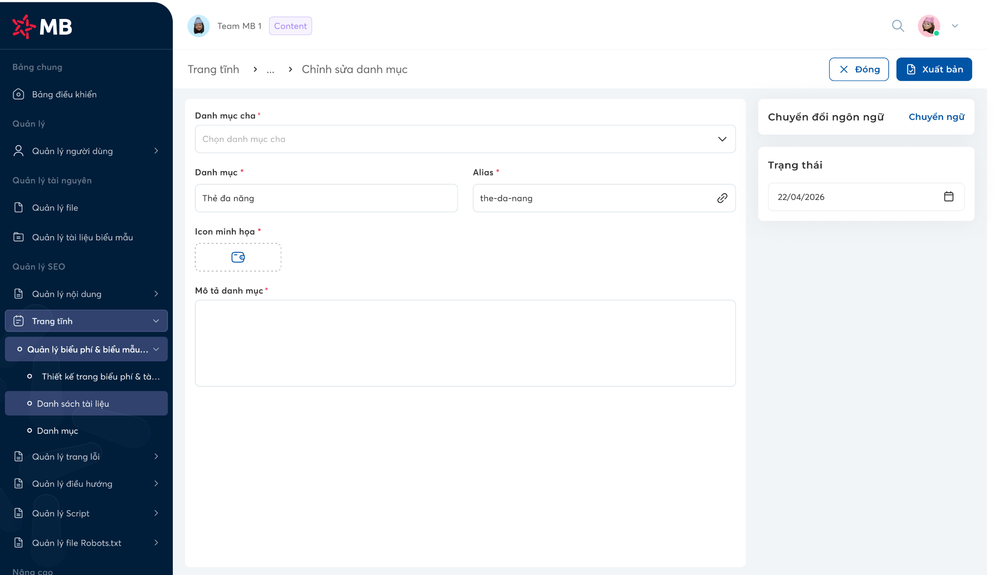 MB
Team MB 1
Content
Trang tĩnh
...
Chỉnh sửa danh mục
Đóng
Xuất bản
Bảng chung
Bảng điều khiển
Quản lý
Quản lý người dùng
Quản lý tài nguyên
Quản lý file
Quản lý tài liệu biểu mẫu
Quản lý SEO
Quản lý nội dung
Trang tĩnh
Quản lý biểu phí & biểu mẫu...
Thiết kế trang biểu phí & tà...
Danh sách tài liệu
Danh mục
Quản lý trang lỗi
Quản lý điều hướng
Quản lý Script
Quản lý file Robots.txt
Nâng cao
Danh mục cha *
Chọn danh mục cha
Danh mục *
Thẻ đa năng
Alias *
the-da-nang
Icon minh họa *
Mô tả danh mục *
Chuyển đổi ngôn ngữ
Chuyển ngữ
Trạng thái
22/04/2026